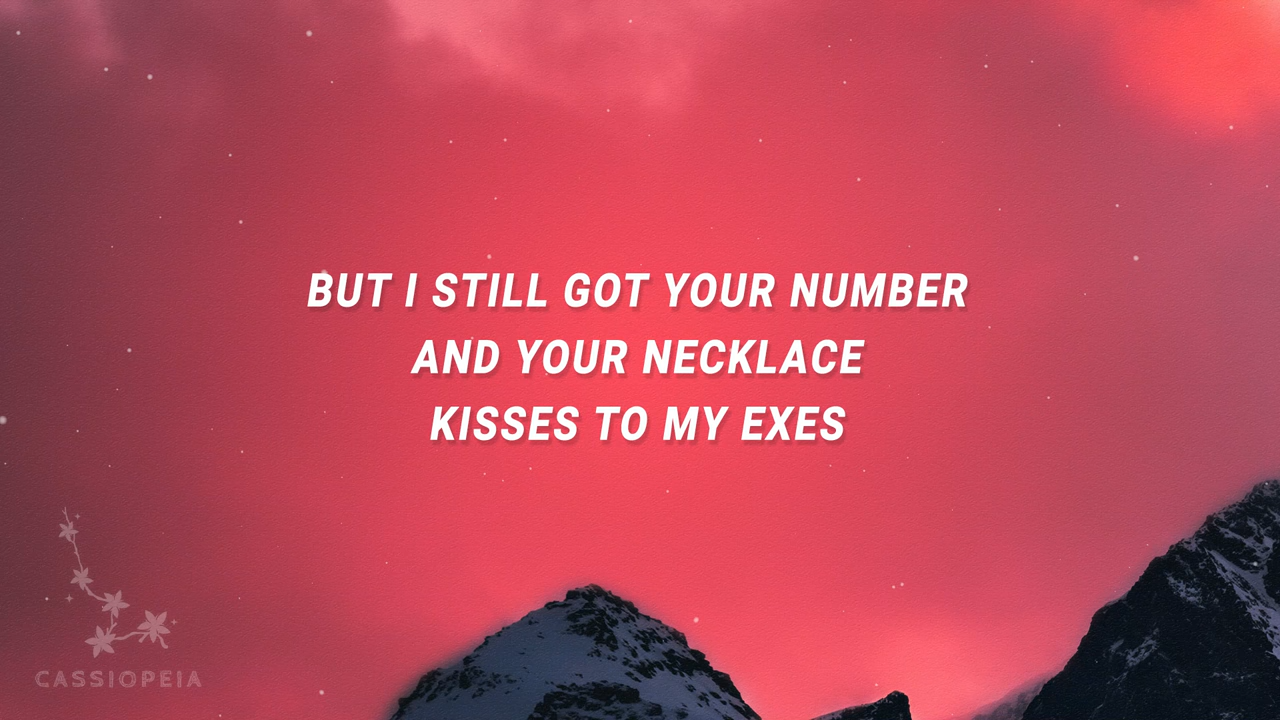 BUT I STILL GOT YOUR NUMBER
AND YOUR NECKLACE
KISSES TO MY EXES
CASSIOPEIA